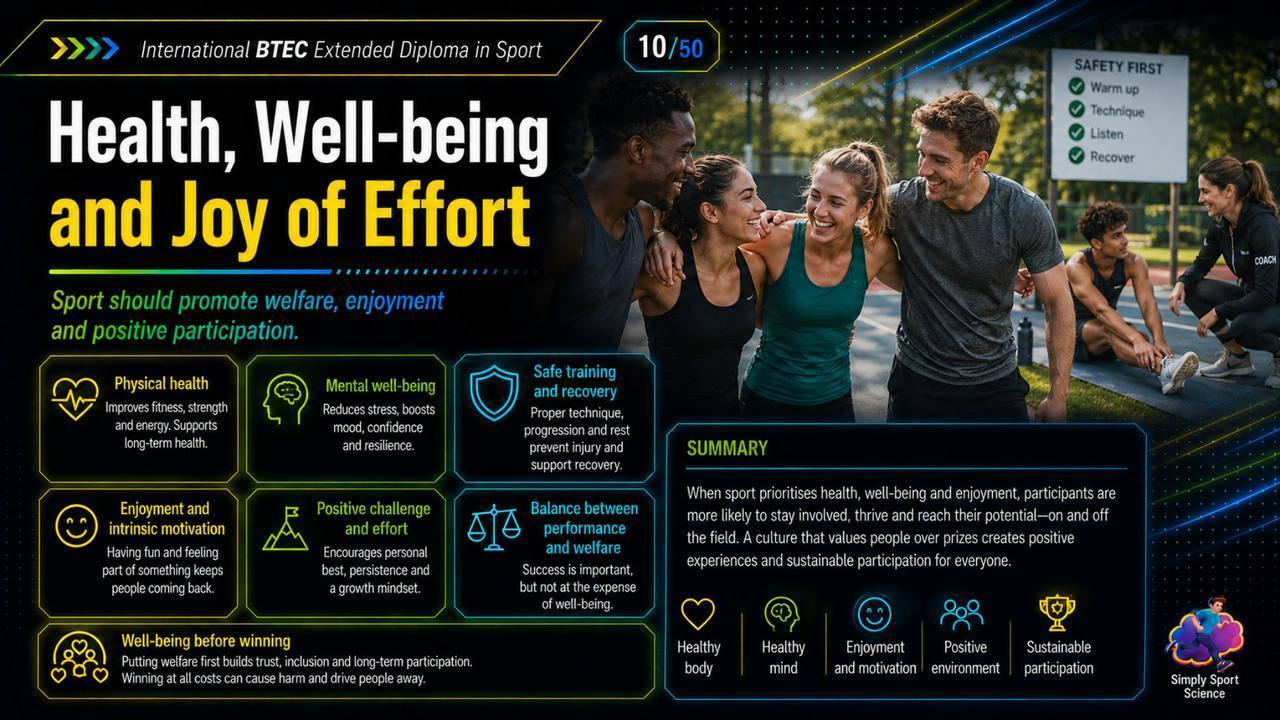 International BTEC Extended Diploma in Sport
10/50
Health, Well-being
and Joy of Effort
Sport should promote welfare, enjoyment
and positive participation.
SAFETY FIRST
Warm up
Technique
Listen
Recover
COACH
Physical health
Improves fitness, strength
and energy. Supports
long-term health.
Mental well-being
Reduces stress, boosts
mood, confidence
and resilience.
Safe training
and recovery
Proper technique,
progression and rest
prevent injury and
support recovery.
Enjoyment and
intrinsic motivation
Having fun and feeling
part of something keeps
people coming back.
Positive challenge
and effort
Encourages personal
best, persistence and
a growth mindset.
Balance between
performance
and welfare
Success is important,
but not at the expense
of well-being.
Well-being before winning
Putting welfare first builds trust, inclusion and long-term participation.
Winning at all costs can cause harm and drive people away.
SUMMARY
When sport prioritises health, well-being and enjoyment, participants are
more likely to stay involved, thrive and reach their potential—on and off
the field. A culture that values people over prizes creates positive
experiences and sustainable participation for everyone.
Healthy
body
Healthy
mind
Enjoyment
and motivation
Positive
environment
Sustainable
participation
Simply Sport
Science